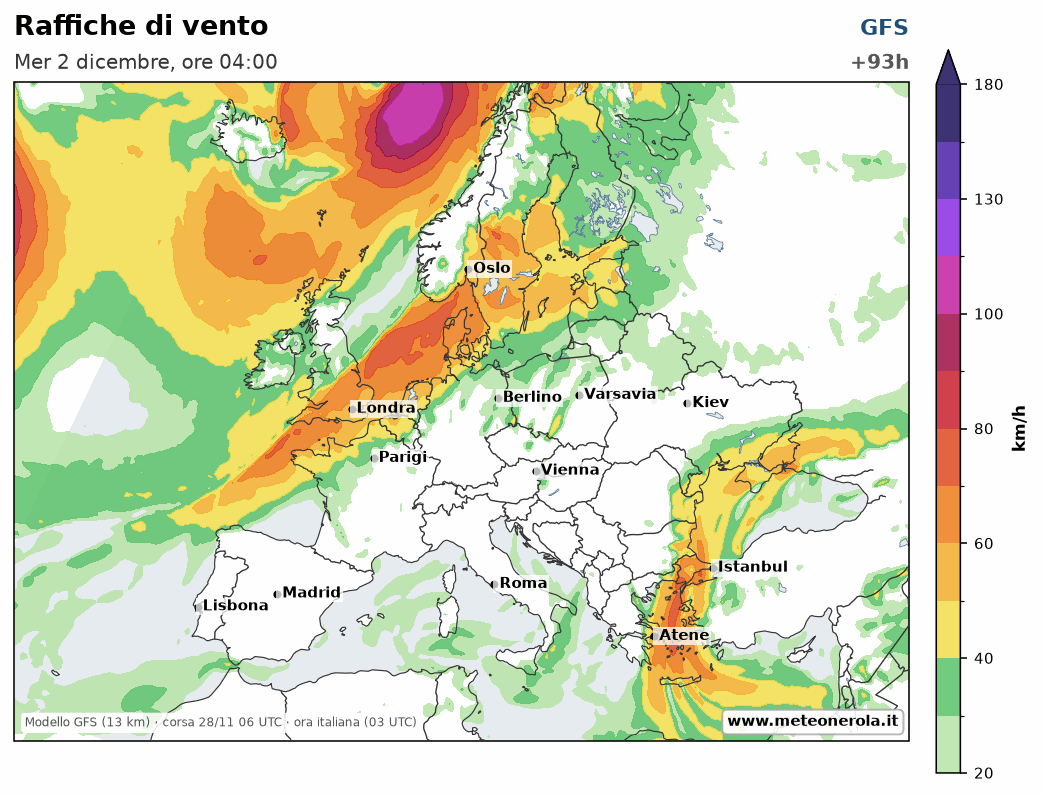 Raffiche di vento
GFS
Mer 2 dicembre, ore 04:00
+93h
180
130
100
80
60
40
20
km/h
Oslo
Londra
Berlino
Varsavia
Kiev
Parigi
Vienna
Istanbul
Roma
Madrid
Lisbona
Atene
Modello GFS (13 km) · corsa 28/11 06 UTC · ora italiana (03 UTC)
www.meteonerola.it